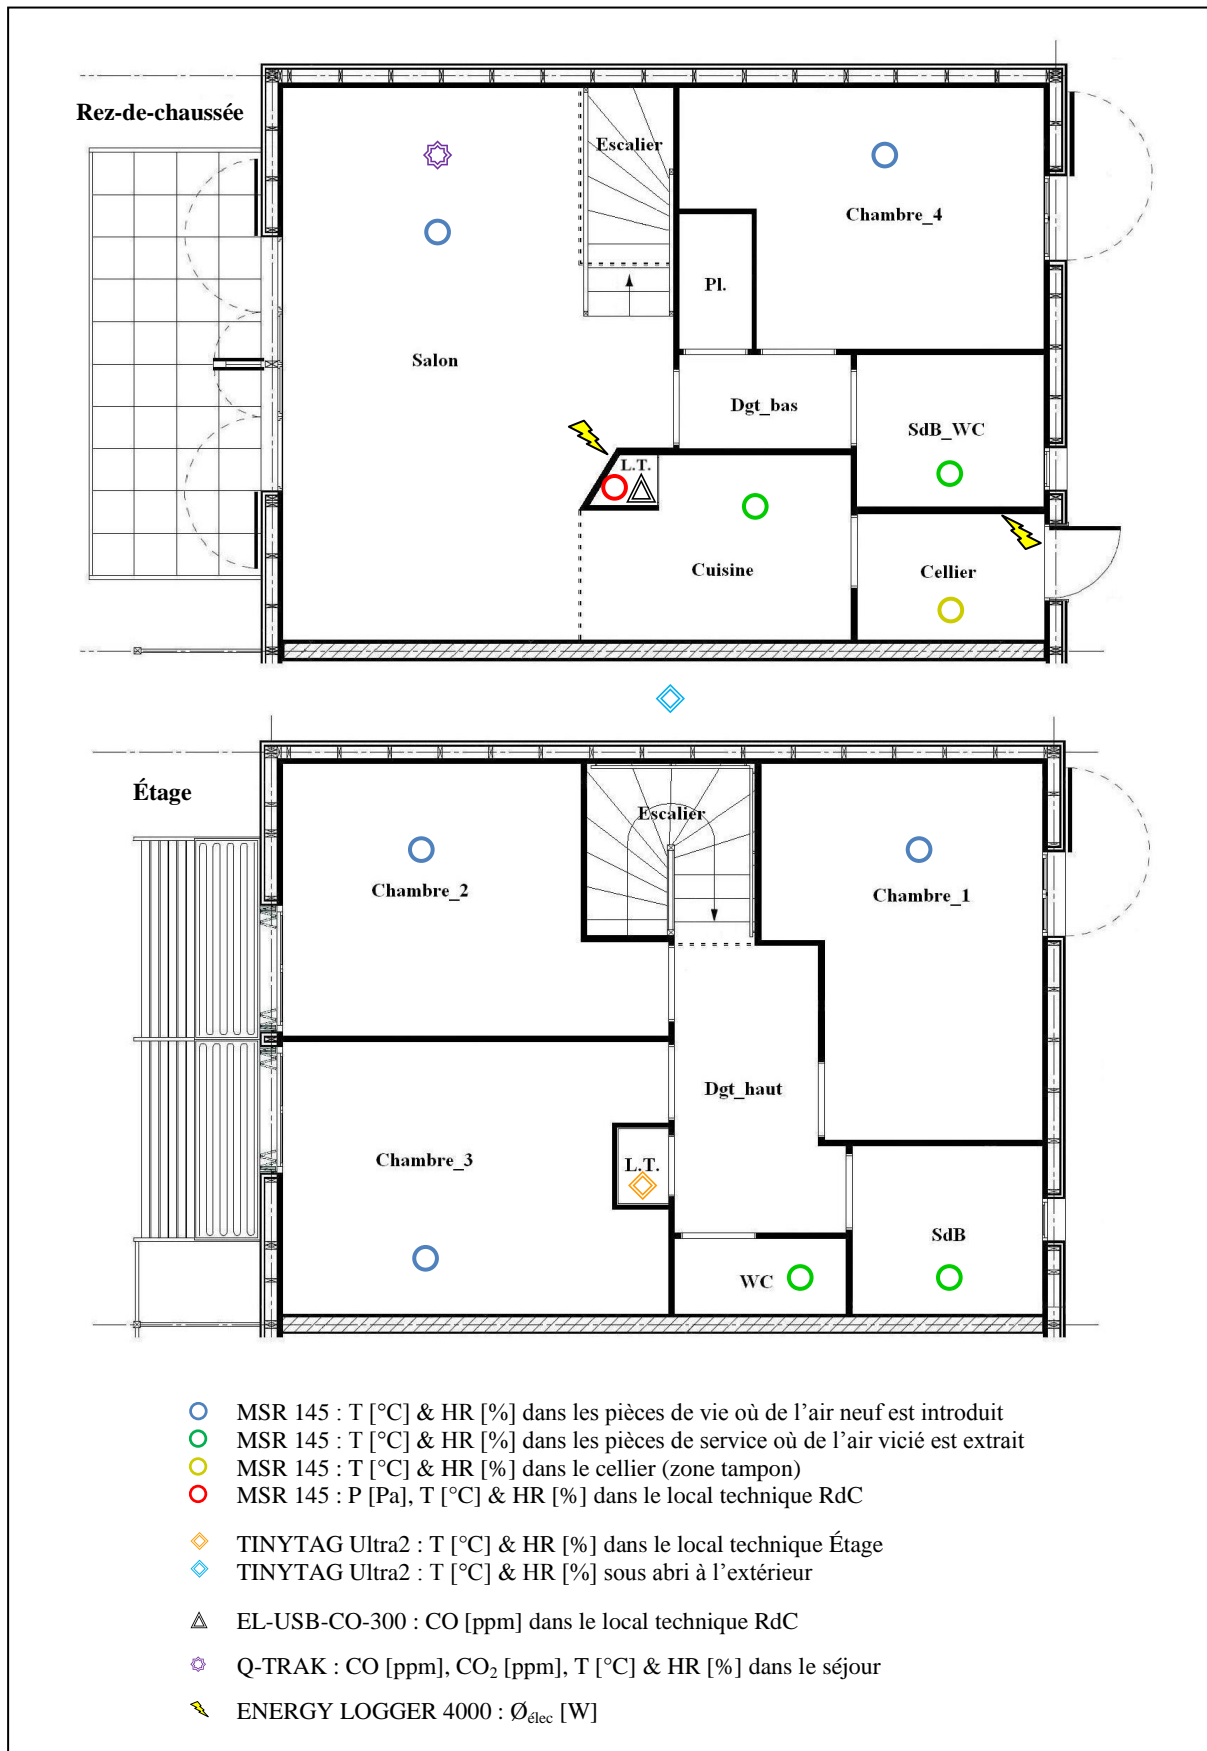 Rez-de-chaussée
Escalier
Chambre_4
Pl.
Salon
Dgt_bas
SdB_WC
L.T.
Cuisine
Cellier
Étage
Escalier
Chambre_2
Chambre_1
Dgt_haut
Chambre_3
L.T.
SdB
WC
MSR 145 : T [°C] & HR [%] dans les pièces de vie où de l'air neuf est introduit
MSR 145 : T [°C] & HR [%] dans les pièces de service où de l'air vicié est extrait
MSR 145 : T [°C] & HR [%] dans le cellier (zone tampon)
MSR 145 : P [Pa], T [°C] & HR [%] dans le local technique RdC
TINYTAG Ultra2 : T [°C] & HR [%] dans le local technique Étage
TINYTAG Ultra2 : T [°C] & HR [%] sous abri à l'extérieur
EL-USB-CO-300 : CO [ppm] dans le local technique RdC
Q-TRAK : CO [ppm], CO₂ [ppm], T [°C] & HR [%] dans le séjour
ENERGY LOGGER 4000 : Øélec [W]